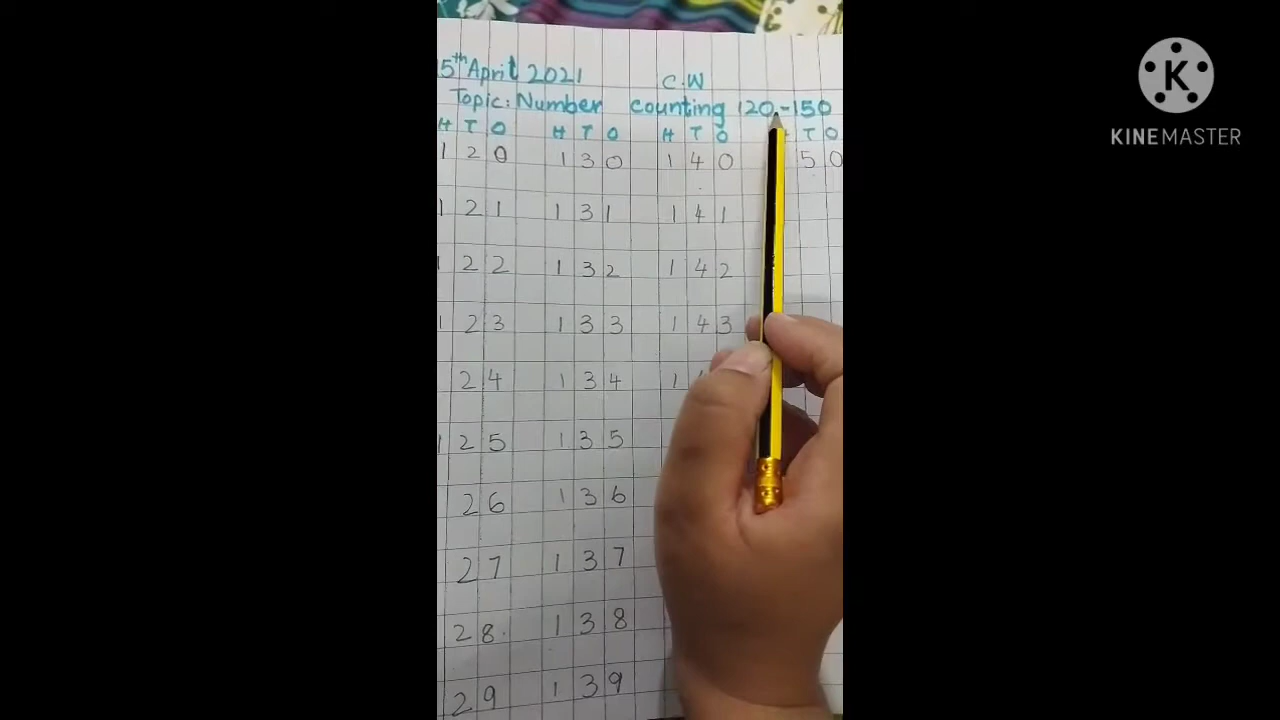 5th April 2021 C.W
Topic: Number counting 120-150
H T O H T O H T O H T O
1 2 0 1 3 0 1 4 0 5 0
1 2 1 1 3 1 1 4 1
1 2 2 1 3 2 1 4 2
1 2 3 1 3 3 1 4 3
2 4 1 3 4 1
1 2 5 1 3 5
2 6 1 3 6
2 7 1 3 7
2 8 1 3 8
2 9 1 3 9
K
KINEMASTER